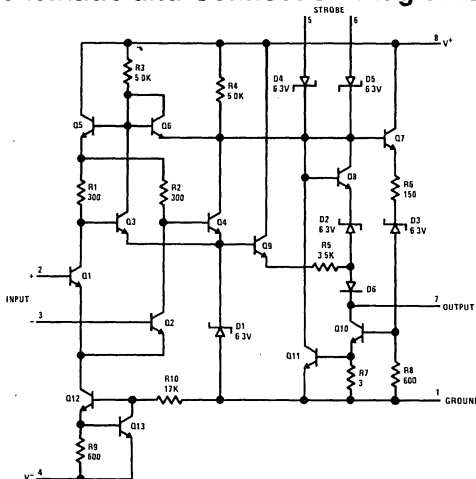 STROBE
5 6
8 V+
R3
5 0K
R4
5 0K
D4
6 3V
D5
6 3V
Q5
Q6
Q7
Q8
R1
300
R2
300
R6
150
Q3
Q4
Q9
D2
6 3V
D3
6 3V
R5
3 5K
+ 2
Q1
D6
7 OUTPUT
INPUT
- 3
Q2
D1
6 3V
Q10
Q11
R7
3
R8
600
R10
17K
Q12
Q13
1 GROUND
R9
600
V- 4